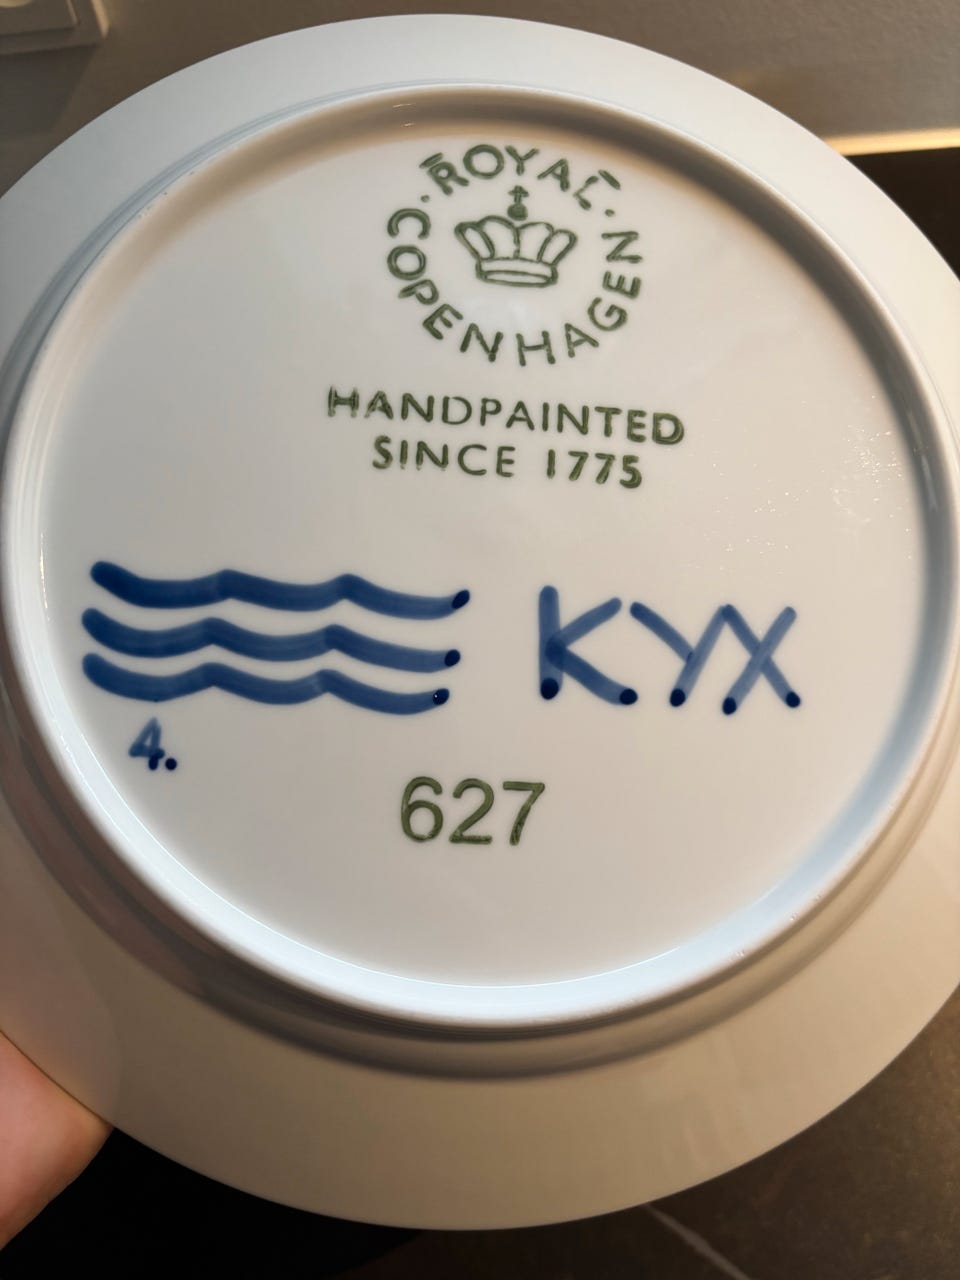 ROYAL
COPENHAGEN
HANDPAINTED
SINCE 1775
KYX
4.
627